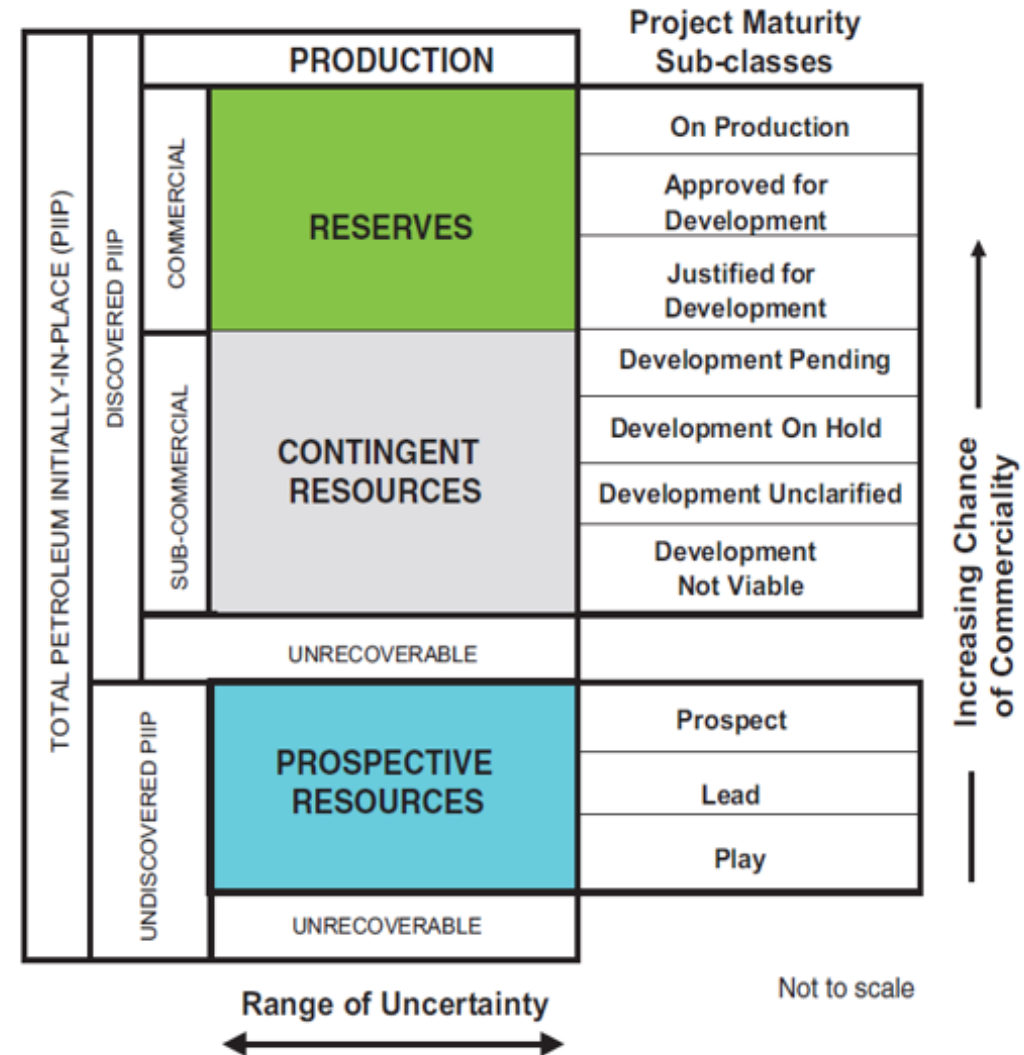 Project Maturity
Sub-classes
PRODUCTION
TOTAL PETROLEUM INITIALLY-IN-PLACE (PIIP)
DISCOVERED PIIP
COMMERCIAL
RESERVES
On Production
Approved for
Development
Justified for
Development
SUB-COMMERCIAL
CONTINGENT
RESOURCES
Development Pending
Development On Hold
Development Unclarified
Development
Not Viable
UNRECOVERABLE
UNDISCOVERED PIIP
PROSPECTIVE
RESOURCES
Prospect
Lead
Play
UNRECOVERABLE
Increasing Chance
of Commerciality
Range of Uncertainty
Not to scale